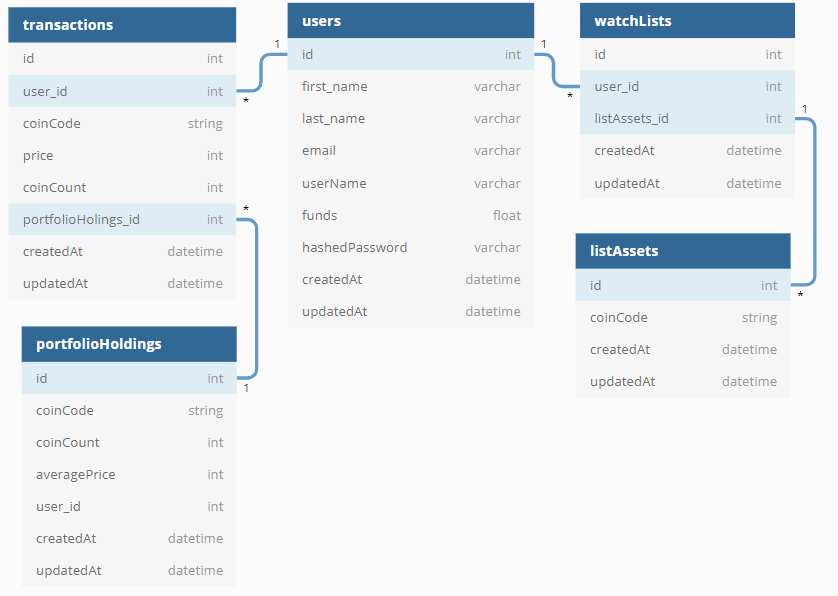 transactions
id int
user_id int
coinCode string
price int
coinCount int
portfolioHolings_id int
createdAt datetime
updatedAt datetime
portfolioHoldings
id int
coinCode string
coinCount int
averagePrice int
user_id int
createdAt datetime
updatedAt datetime
users
id int
first_name varchar
last_name varchar
email varchar
userName varchar
funds float
hashedPassword varchar
createdAt datetime
updatedAt datetime
watchLists
id int
user_id int
listAssets_id int
createdAt datetime
updatedAt datetime
listAssets
id int
coinCode string
createdAt datetime
updatedAt datetime
1
*
1
*
*
1
1
*